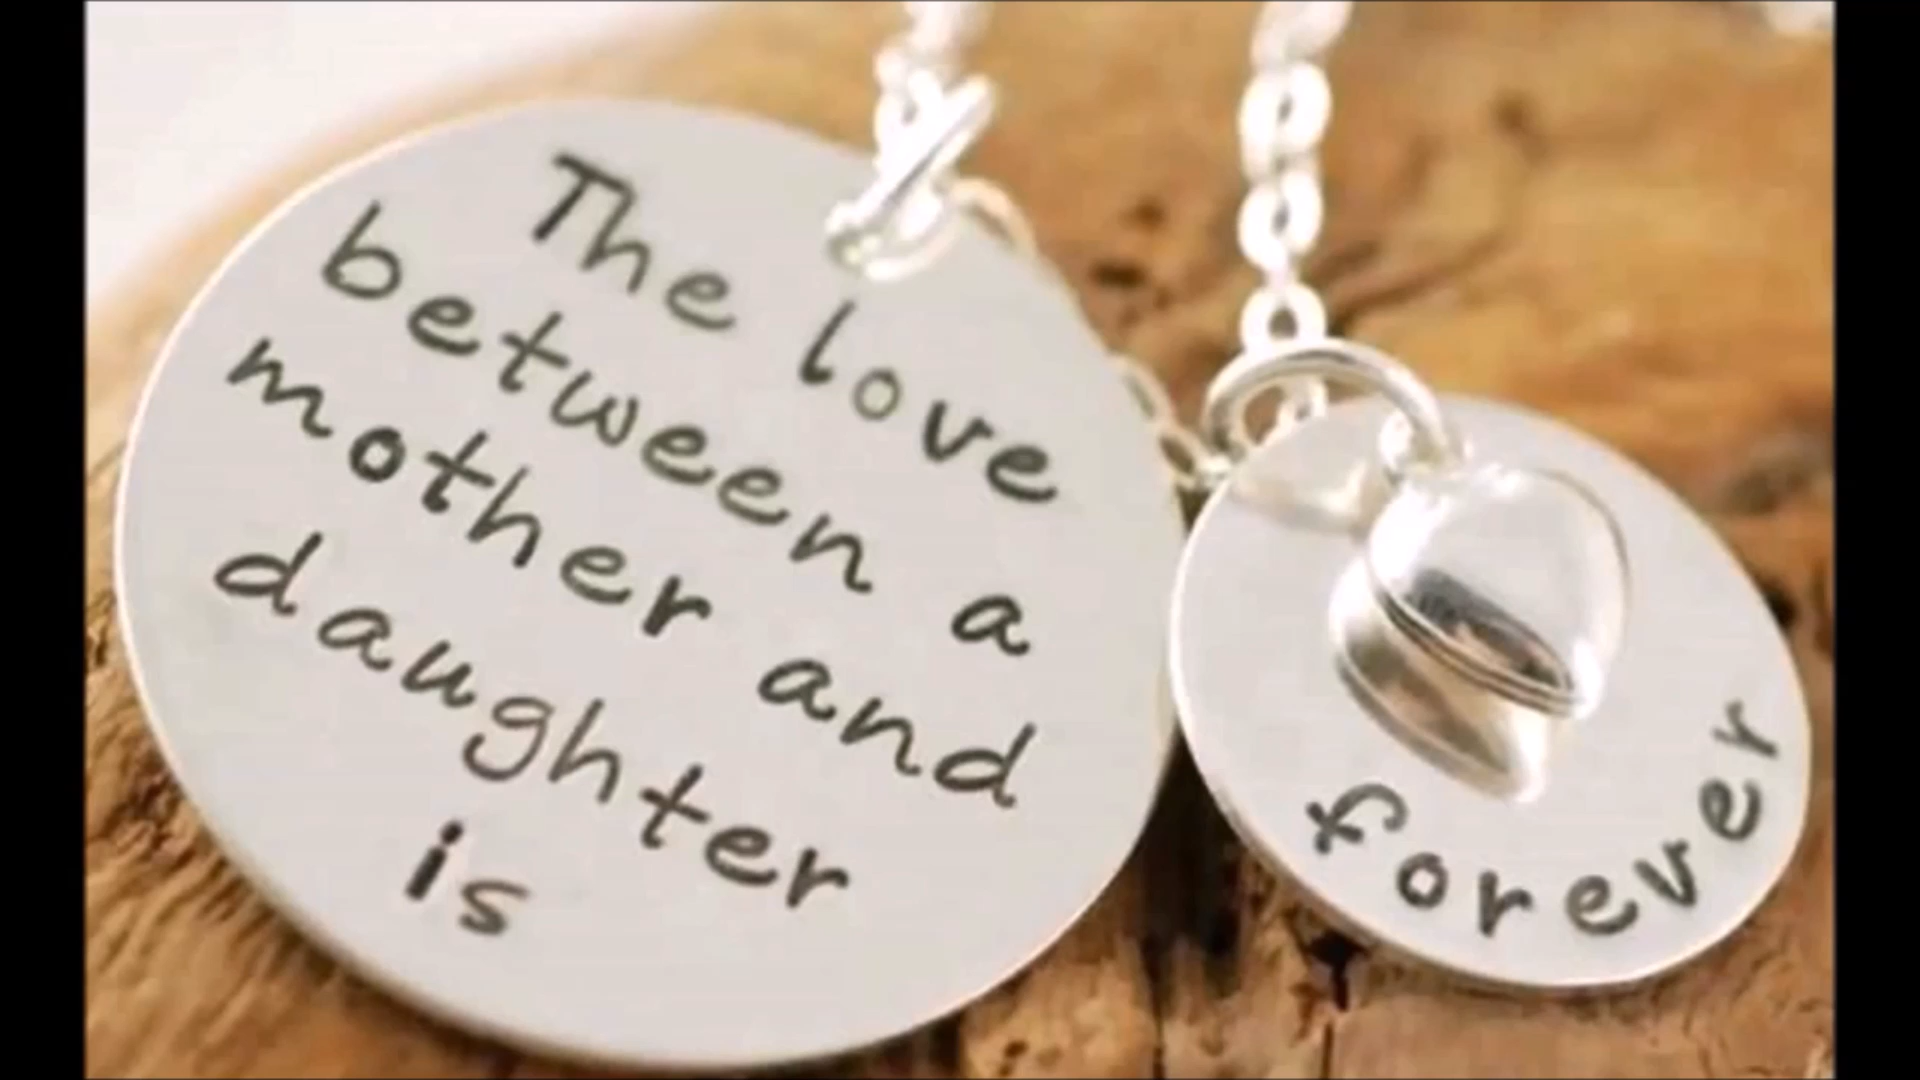 The love
between a
mother and
daughter
is
forever